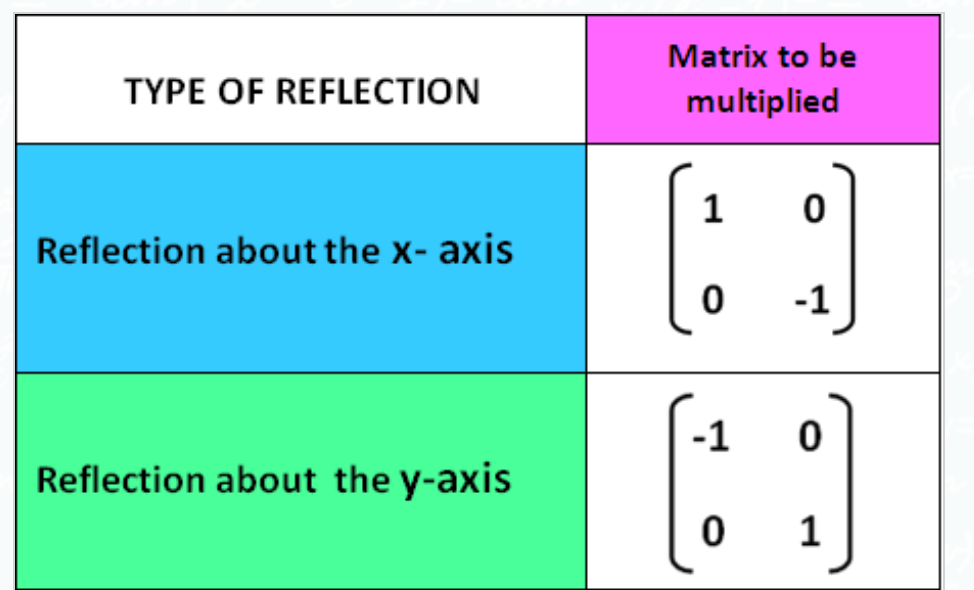 TYPE OF REFLECTION
Matrix to be
multiplied
Reflection about the x- axis
1 0
0 -1
Reflection about the y-axis
-1 0
0 1